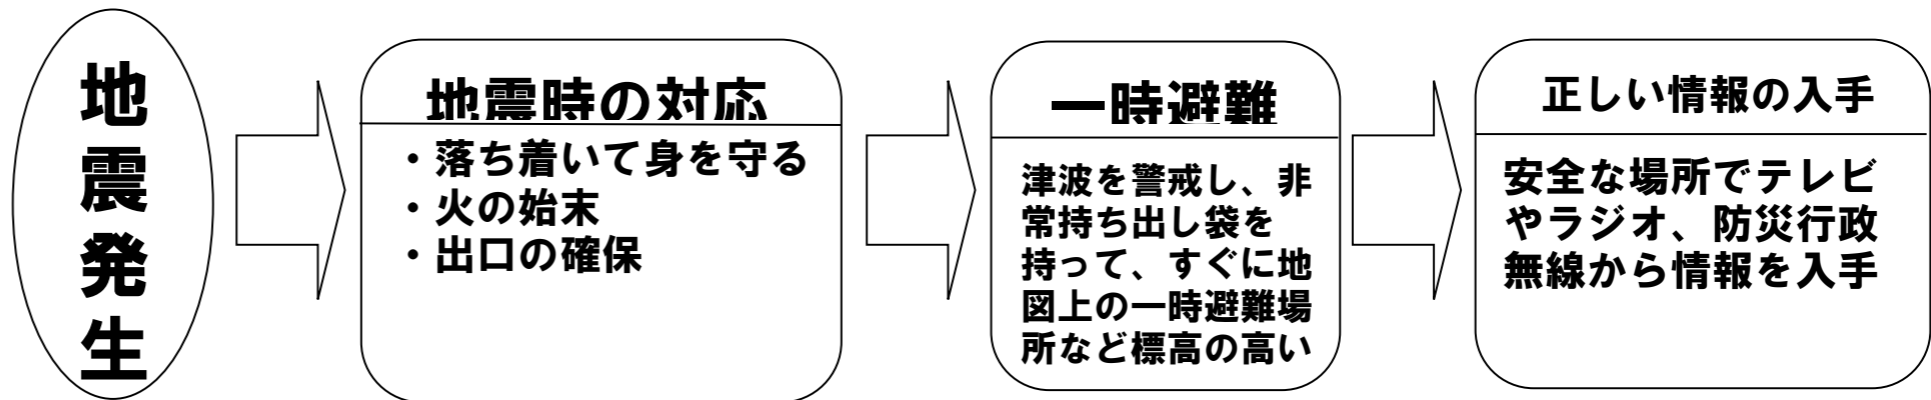 地震発生
地震時の対応
・落ち着いて身を守る
・火の始末
・出口の確保
一時避難
津波を警戒し、非
常持ち出し袋を
持って、すぐに地
図上の一時避難場
所など標高の高い
正しい情報の入手
安全な場所でテレビ
やラジオ、防災行政
無線から情報を入手